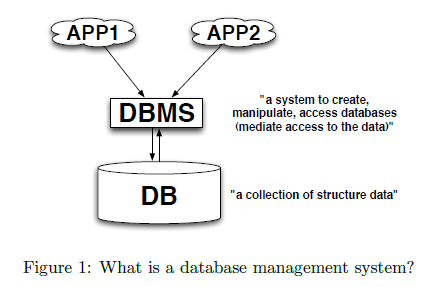 APP1 APP2
DBMS
"a system to create,
manipulate, access databases
(mediate access to the data)"
DB
"a collection of structure data"
Figure 1: What is a database management system?